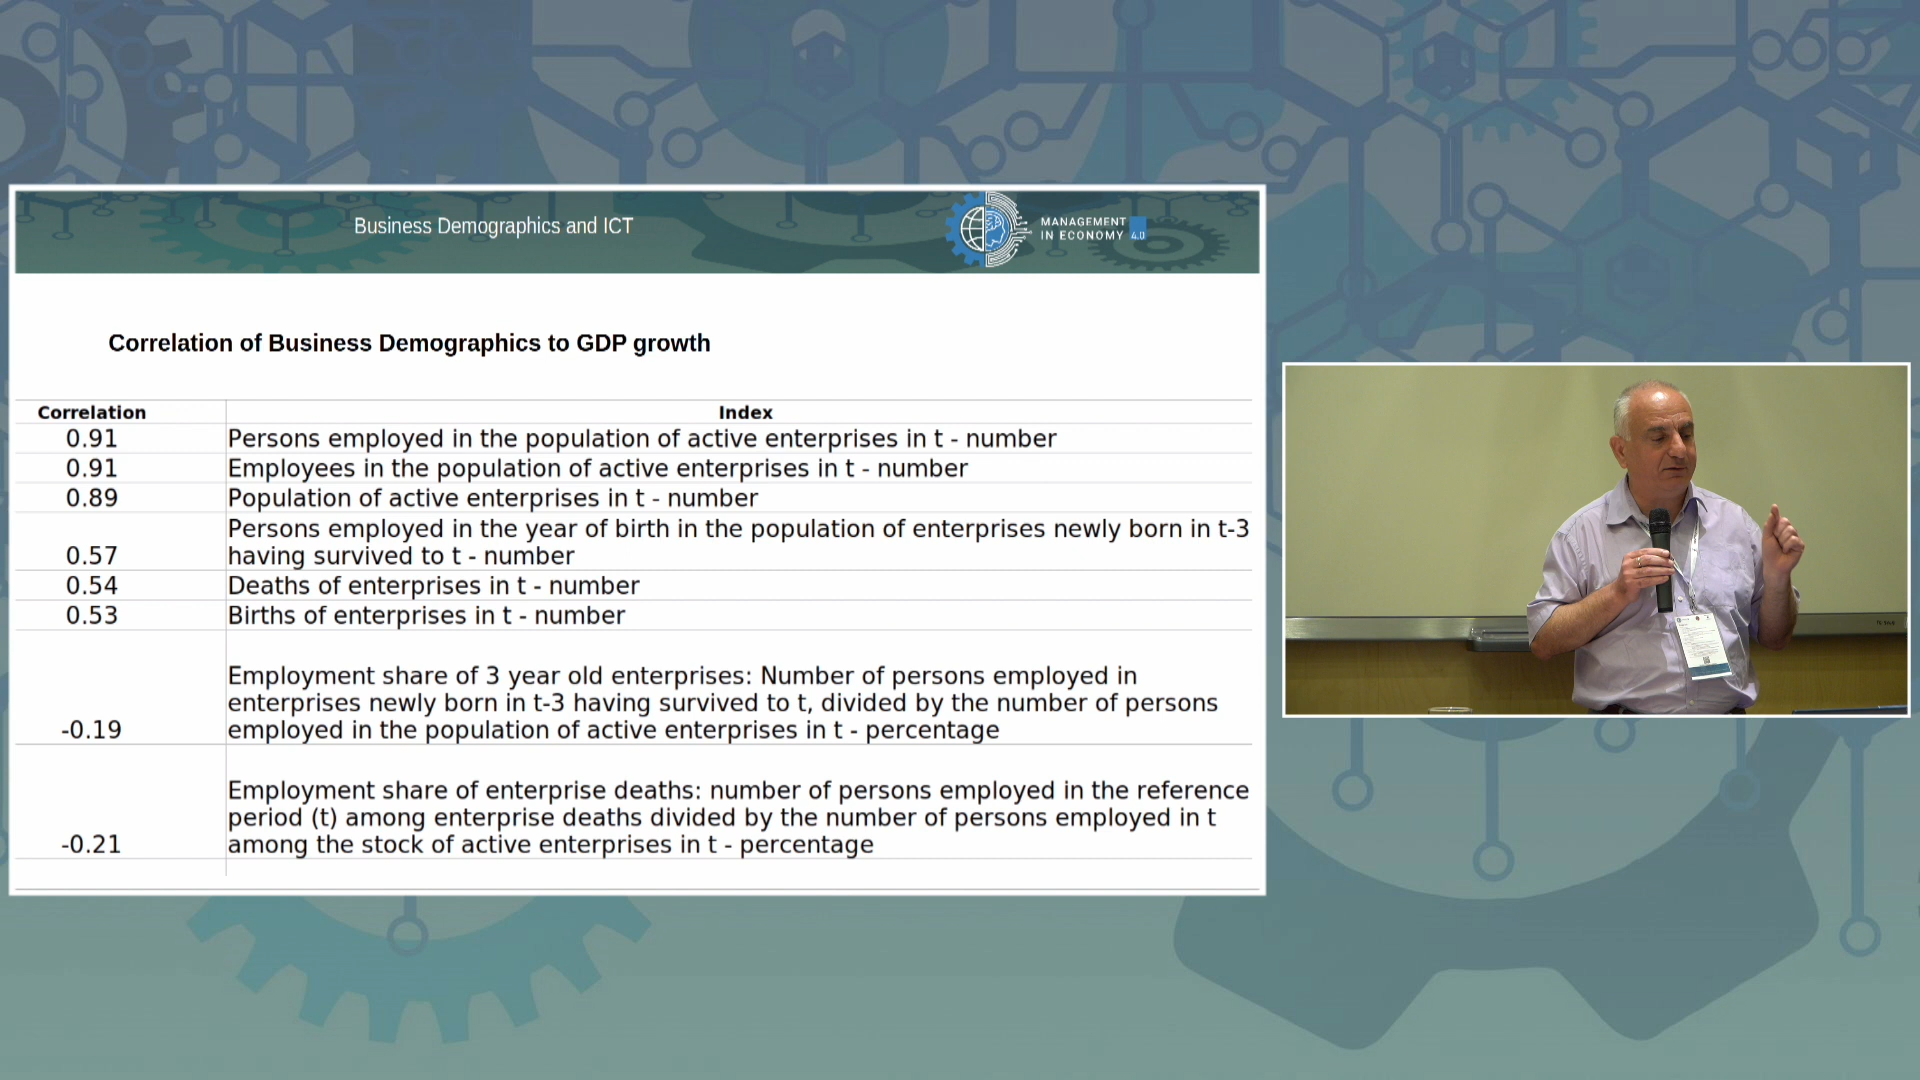 Business Demographics and ICT
MANAGEMENT
IN ECONOMY 4.0
Correlation of Business Demographics to GDP growth
Correlation Index
0.91 Persons employed in the population of active enterprises in t - number
0.91 Employees in the population of active enterprises in t - number
0.89 Population of active enterprises in t - number
Persons employed in the year of birth in the population of enterprises newly born in t-3
0.57 having survived to t - number
0.54 Deaths of enterprises in t - number
0.53 Births of enterprises in t - number
Employment share of 3 year old enterprises: Number of persons employed in
enterprises newly born in t-3 having survived to t, divided by the number of persons
-0.19 employed in the population of active enterprises in t - percentage
Employment share of enterprise deaths: number of persons employed in the reference
period (t) among enterprise deaths divided by the number of persons employed in t
-0.21 among the stock of active enterprises in t - percentage